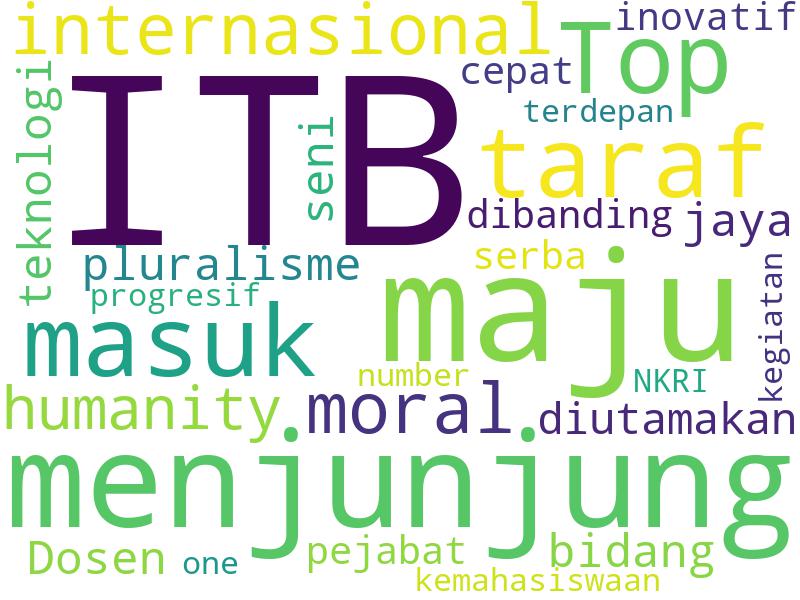 internasional
inovatif
Top
cepat
teknologi
ITB
seni
terdepan
taraf
dibanding
jaya
pluralisme
serba
progresif
maju
kegiatan
masuk
number
NKRI
humanity
moral
diutamakan
menjunjung
Dosen
one
pejabat
bidang
kemahasiswaan